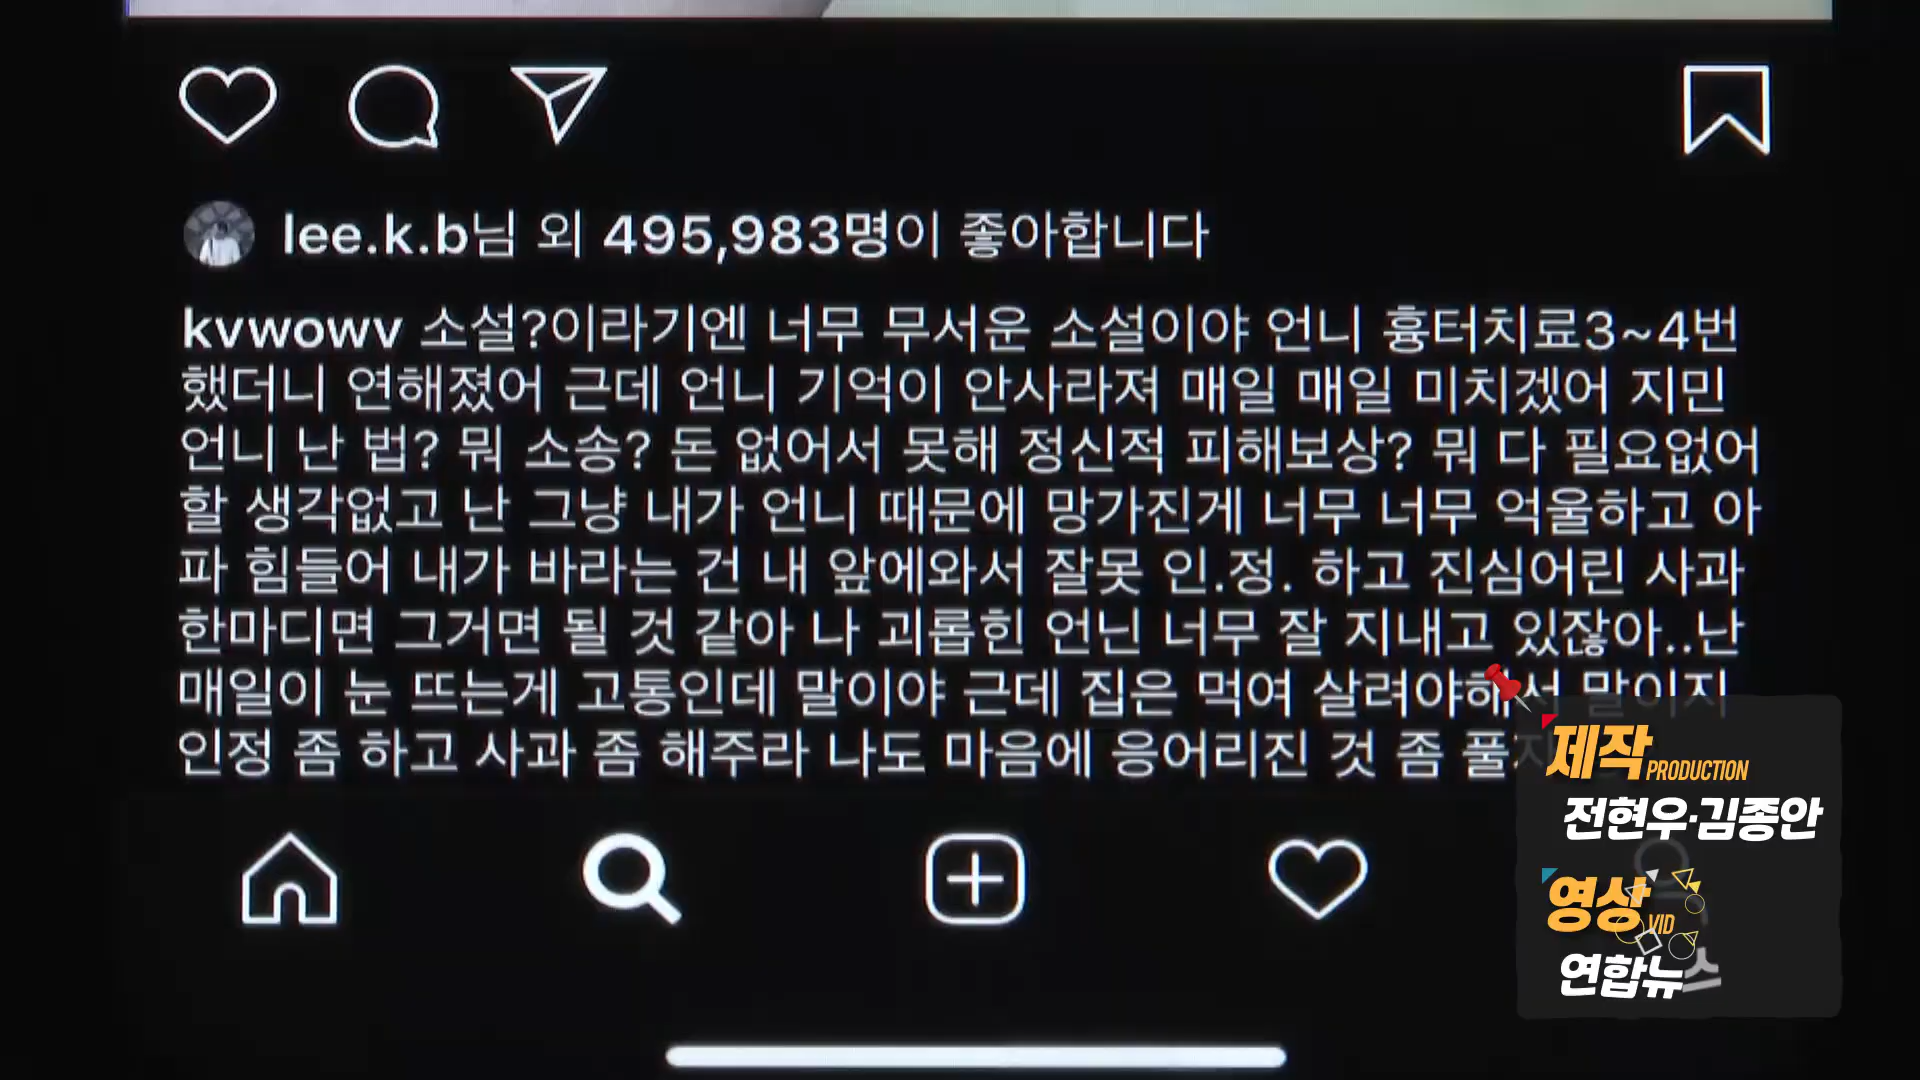 lee.k.b님 외 495,983명이 좋아합니다
kvwowv 소설?이라기엔 너무 무서운 소설이야 언니 흉터치료3~4번
했더니 연해졌어 근데 언니 기억이 안사라져 매일 매일 미치겠어 지민
언니 난 법? 뭐 소송? 돈 없어서 못해 정신적 피해보상? 뭐 다 필요없어
할 생각없고 난 그냥 내가 언니 때문에 망가진게 너무 너무 억울하고 아
파 힘들어 내가 바라는 건 내 앞에와서 잘못 인.정. 하고 진심어린 사과
한마디면 그거면 될 것 같아 나 괴롭힌 언닌 너무 잘 지내고 있잖아..난
매일이 눈 뜨는게 고통인데 말이야 근데 집은 먹여 살려야해서 말이지
인정 좀 하고 사과 좀 해주라 나도 마음에 응어리진 것 좀
제작 PRODUCTION
전현우·김종안
영상 VID
연합뉴스